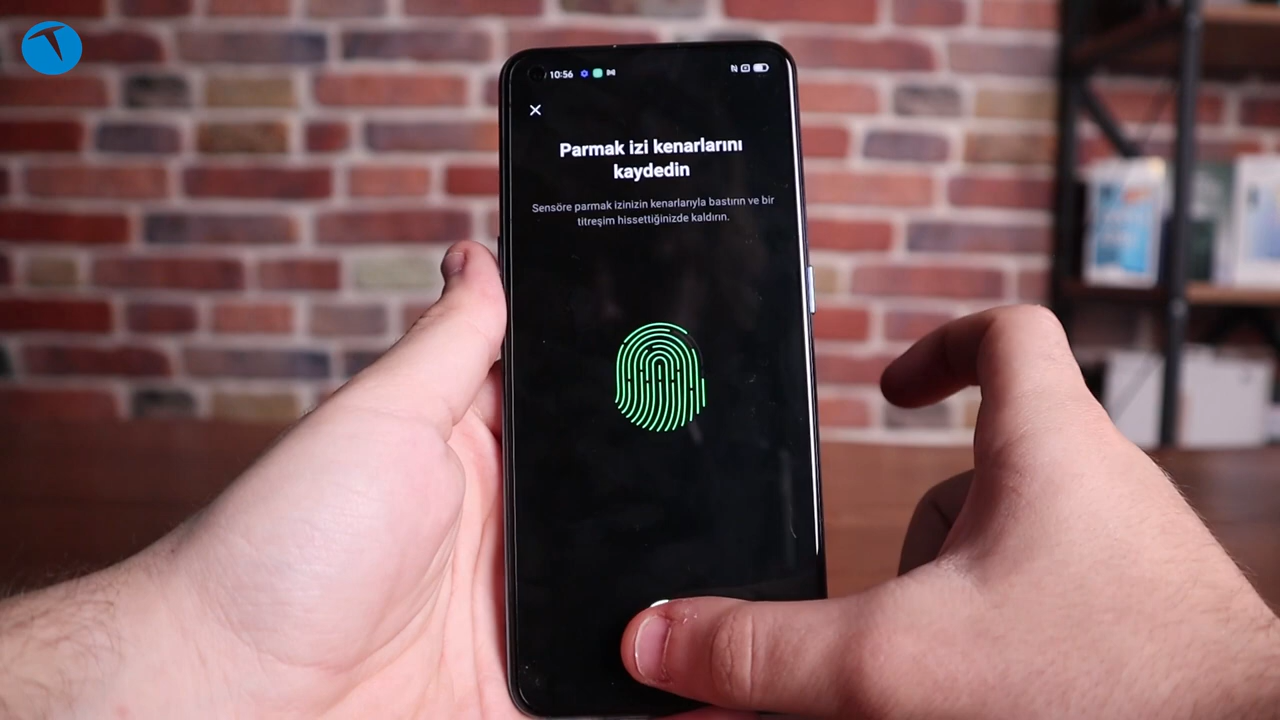 10:56
Parmak izi kenarlarını
kaydedin
Sensöre parmak izinizin kenarlarıyla bastırın ve bir
titreşim hissettiğinizde kaldırın.